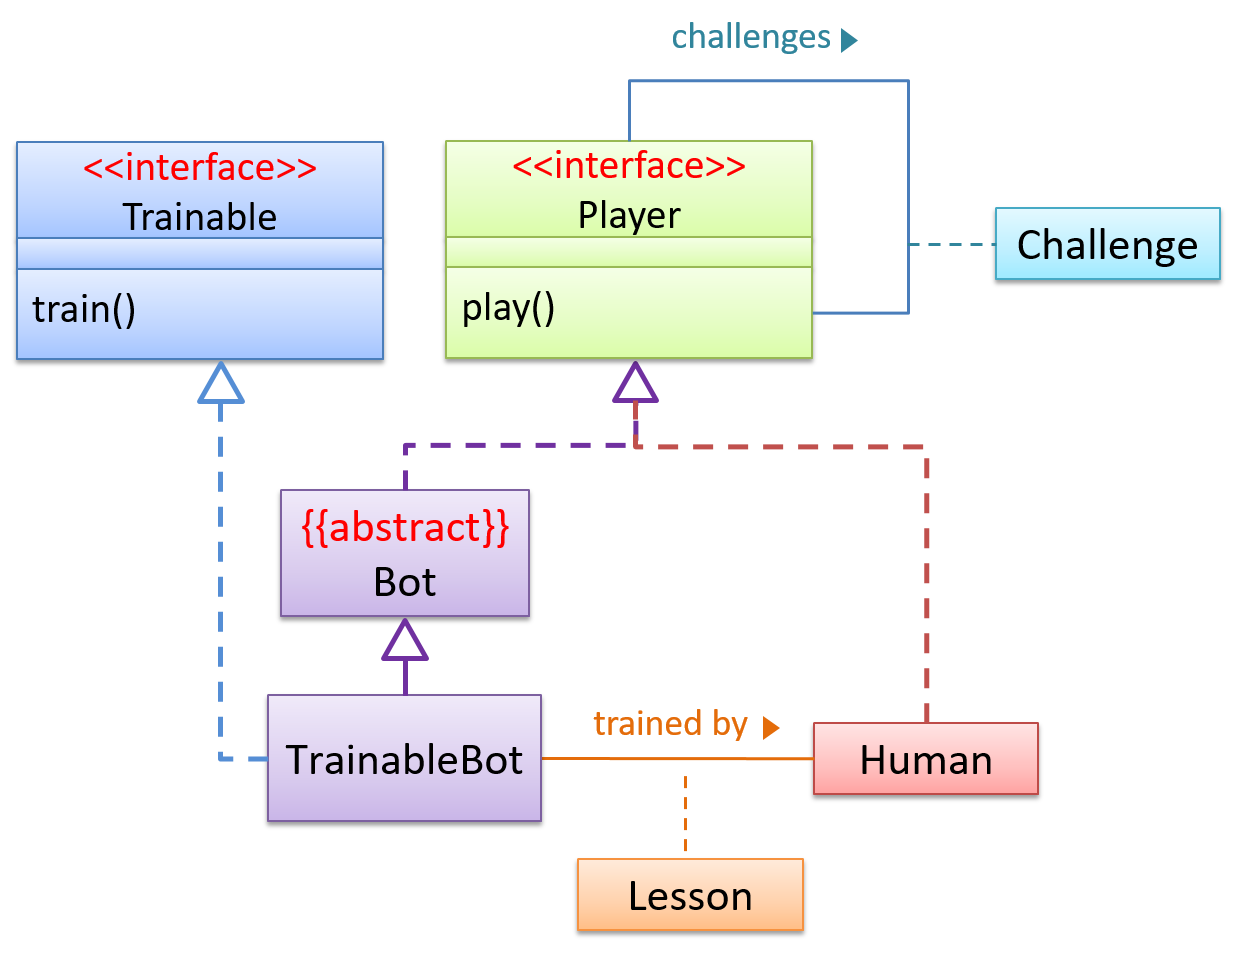 challenges
<<interface>>
Trainable
train()
<<interface>>
Player
play()
Challenge
{{abstract}}
Bot
TrainableBot
trained by
Human
Lesson